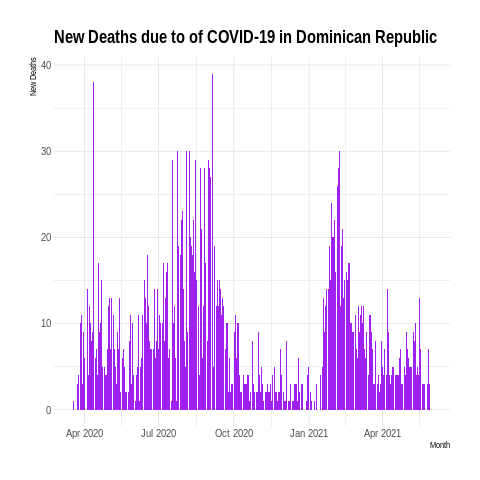 New Deaths due to of COVID-19 in Dominican Republic
New Deaths
40
30
20
10
0
Apr 2020 Jul 2020 Oct 2020 Jan 2021 Apr 2021
Month